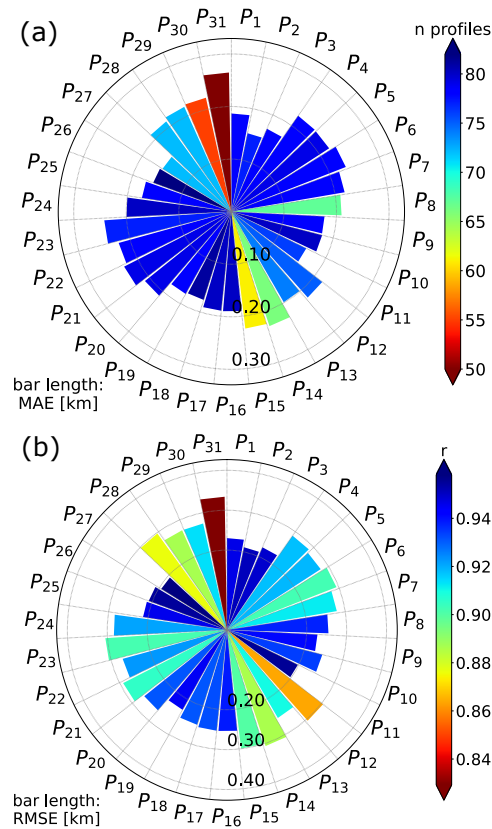 (a)
n profiles
P₁
P₂
P₃
P₄
P₅
P₆
P₇
P₈
P₉
P₁₀
P₁₁
P₁₂
P₁₃
P₁₄
P₁₅
P₁₆
P₁₇
P₁₈
P₁₉
P₂₀
P₂₁
P₂₂
P₂₃
P₂₄
P₂₅
P₂₆
P₂₇
P₂₈
P₂₉
P₃₀
P₃₁
0.10
0.20
0.30
80
75
70
65
60
55
50
bar length:
MAE [km]
(b)
r
P₁
P₂
P₃
P₄
P₅
P₆
P₇
P₈
P₉
P₁₀
P₁₁
P₁₂
P₁₃
P₁₄
P₁₅
P₁₆
P₁₇
P₁₈
P₁₉
P₂₀
P₂₁
P₂₂
P₂₃
P₂₄
P₂₅
P₂₆
P₂₇
P₂₈
P₂₉
P₃₀
P₃₁
0.20
0.30
0.40
0.94
0.92
0.90
0.88
0.86
0.84
bar length:
RMSE [km]